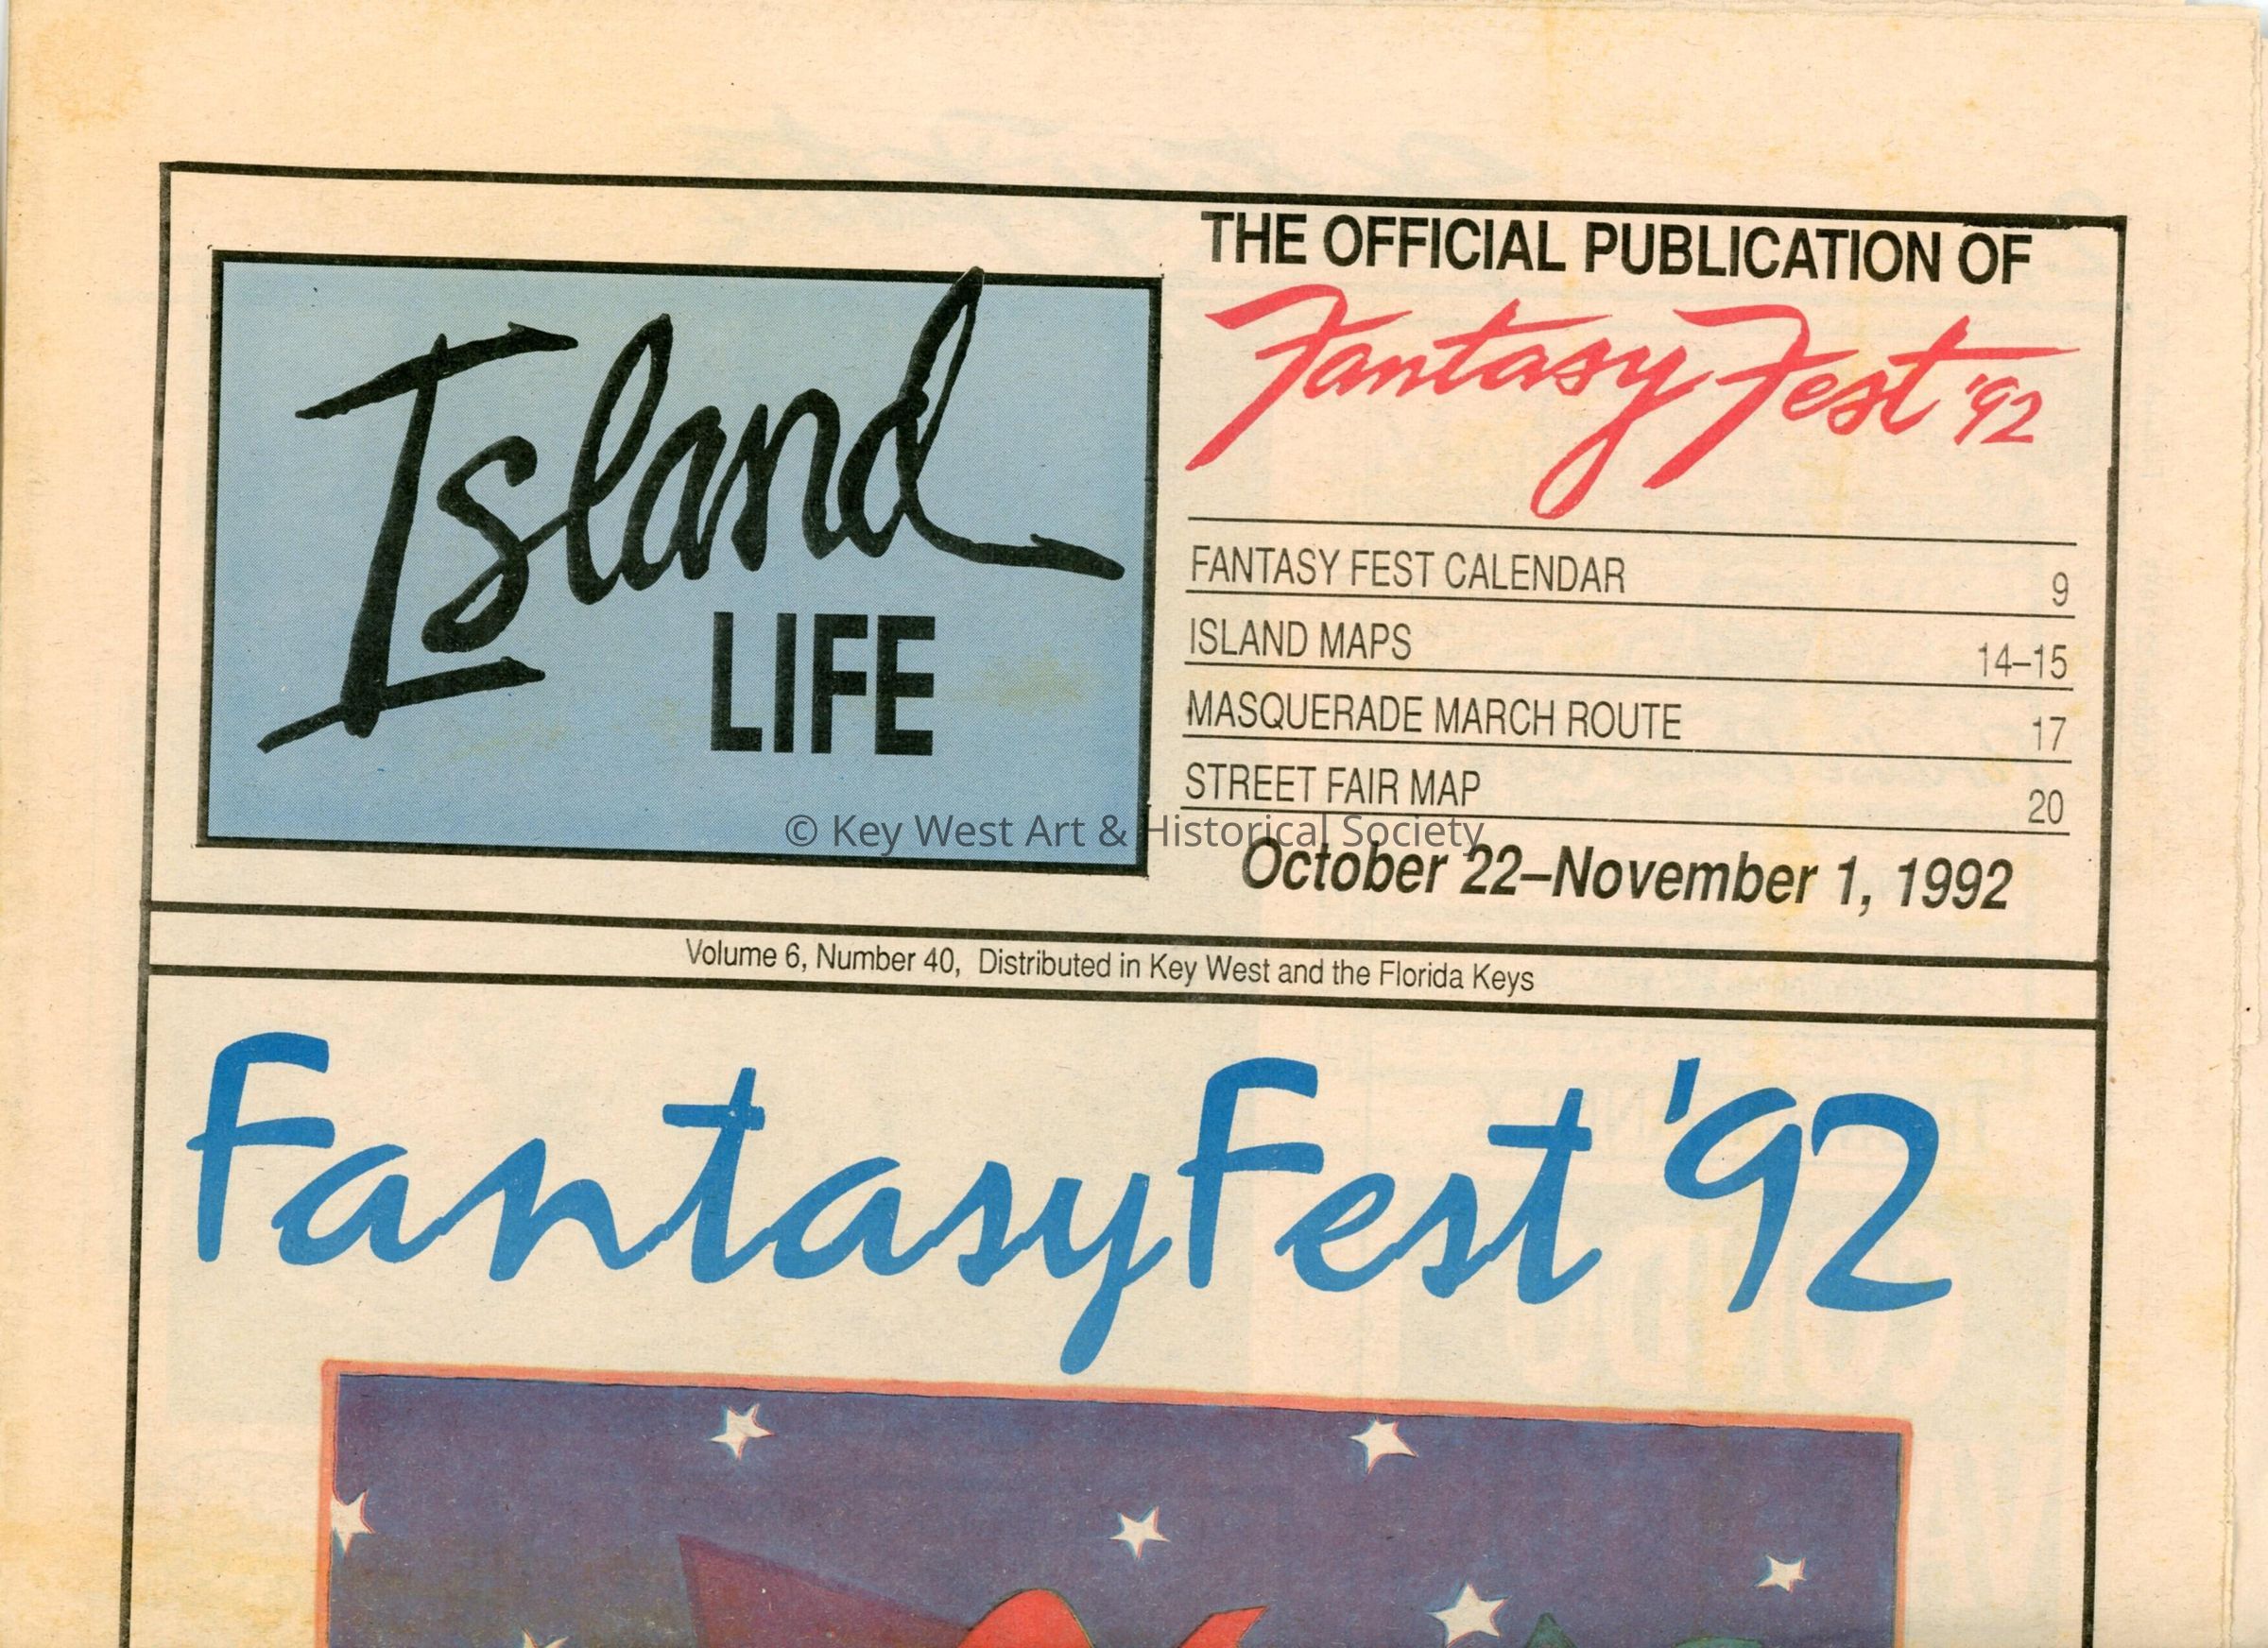 Island
LIFE
THE OFFICIAL PUBLICATION OF
Fantasy Fest '92
FANTASY FEST CALENDAR 9
ISLAND MAPS 14–15
MASQUERADE MARCH ROUTE 17
STREET FAIR MAP 20
© Key West Art & Historical Society
October 22–November 1, 1992
Volume 6, Number 40, Distributed in Key West and the Florida Keys
FantasyFest '92